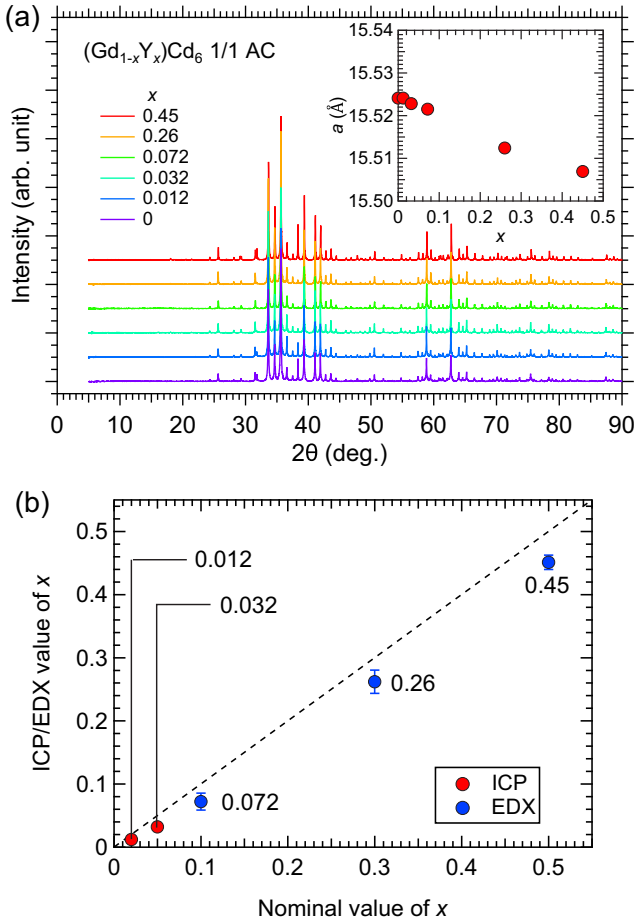 (a)
(Gd1-xYx)Cd6 1/1 AC
x
0.45
0.26
0.072
0.032
0.012
0
Intensity (arb. unit)
15.54
15.53
15.52
15.51
15.50
a (Å)
0 0.1 0.2 0.3 0.4 0.5
x
0 10 20 30 40 50 60 70 80 90
2θ (deg.)
(b)
0.5
0.4
0.3
0.2
0.1
0
ICP/EDX value of x
0.012
0.032
0.072
0.26
0.45
ICP
EDX
0 0.1 0.2 0.3 0.4 0.5
Nominal value of x